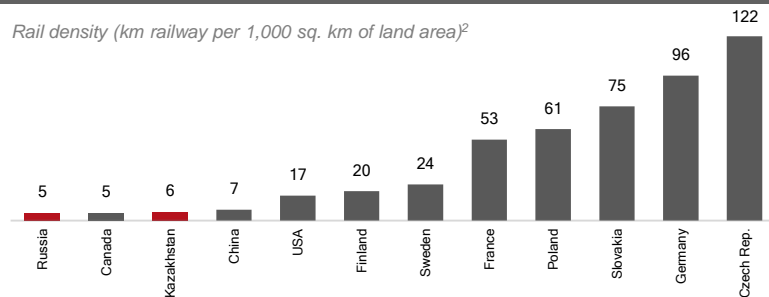 Rail density (km railway per 1,000 sq. km of land area)2
5
5
6
7
17
20
24
53
61
75
96
122
Russia
Canada
Kazakhstan
China
USA
Finland
Sweden
France
Poland
Slovakia
Germany
Czech Rep.